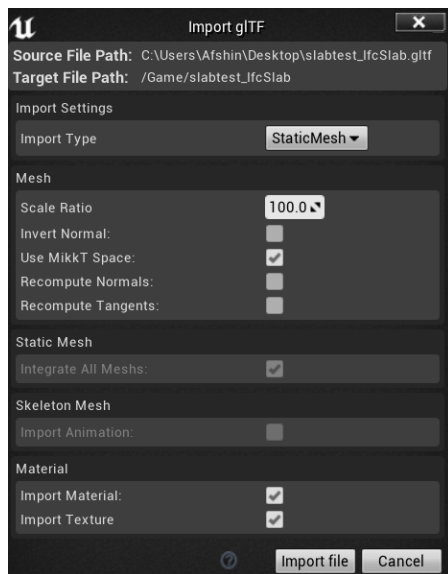 Import glTF
Source File Path: C:\Users\Afshin\Desktop\slabtest_IfcSlab.gltf
Target File Path: /Game/slabtest_IfcSlab
Import Settings
Import Type StaticMesh
Mesh
Scale Ratio 100.0
Invert Normal:
Use MikkT Space:
Recompute Normals:
Recompute Tangents:
Static Mesh
Integrate All Meshs:
Skeleton Mesh
Import Animation:
Material
Import Material:
Import Texture
Import file Cancel